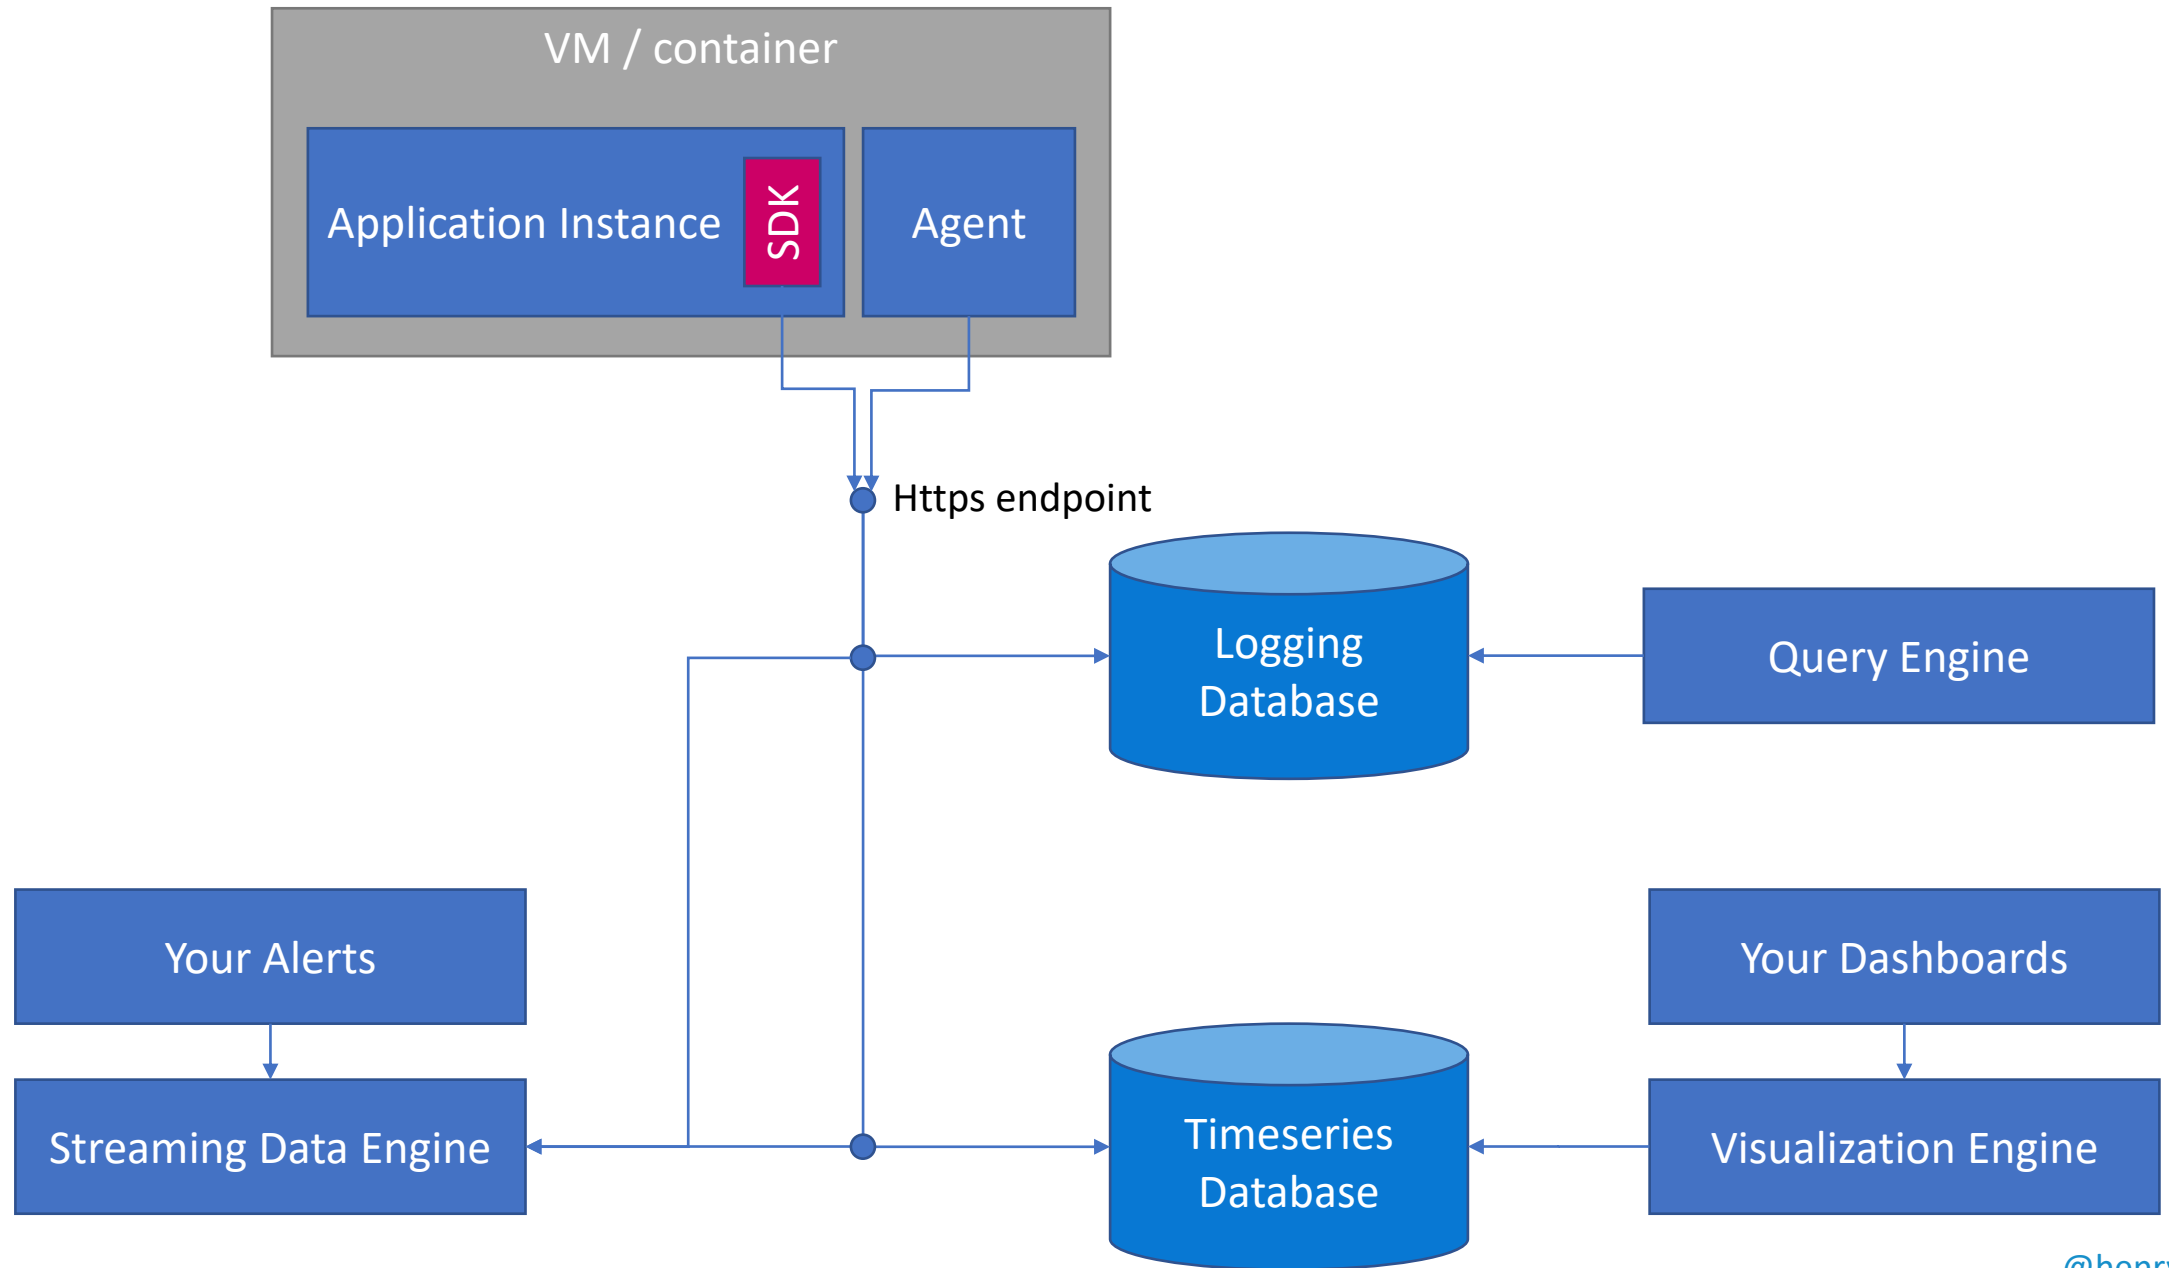 VM / container
Application Instance
SDK
Agent
Https endpoint
Logging
Database
Query Engine
Your Alerts
Your Dashboards
Streaming Data Engine
Timeseries
Database
Visualization Engine